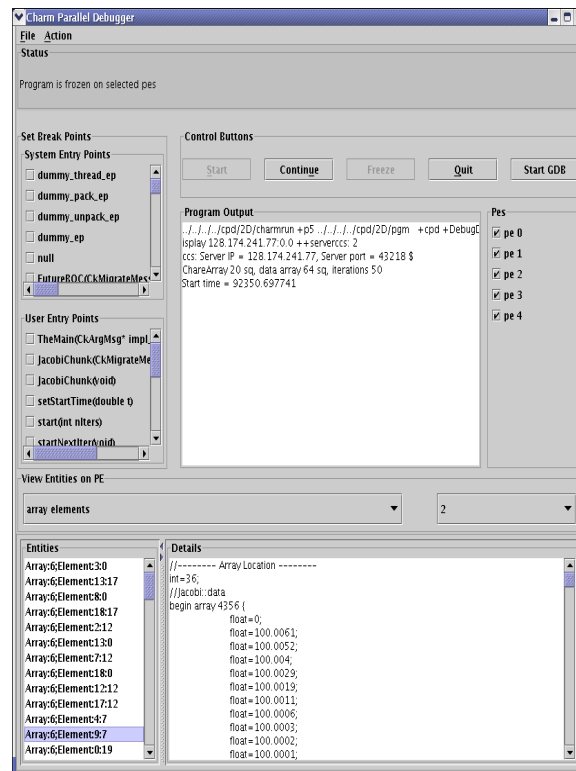 Charm Parallel Debugger
File Action
Status
Program is frozen on selected pes
Set Break Points
System Entry Points
dummy_thread_ep
dummy_pack_ep
dummy_unpack_ep
dummy_ep
null
FutureBOC(CkMigrateMes
User Entry Points
TheMain(CkArgMsg* impl_
JacobiChunk(CkMigrateMe
JacobiChunk(void)
setStartTime(double t)
start(int nIters)
startNextIter(void)
Control Buttons
Start Continue Freeze Quit Start GDB
Program Output
../../../../cpd/2D/charmrun +p5 ../../../../cpd/2D/pgm +cpd +DebugD
isplay 128.174.241.77:0.0 ++serverccs: 2
ccs: Server IP = 128.174.241.77, Server port = 43218 $
ChareArray 20 sq, data array 64 sq, iterations 50
Start time = 92350.697741
Pes
pe 0
pe 1
pe 2
pe 3
pe 4
View Entities on PE
array elements 2
Entities
Array:6;Element:3:0
Array:6;Element:13:17
Array:6;Element:8:0
Array:6;Element:18:17
Array:6;Element:2:12
Array:6;Element:13:0
Array:6;Element:7:12
Array:6;Element:18:0
Array:6;Element:12:12
Array:6;Element:17:12
Array:6;Element:4:7
Array:6;Element:9:7
Array:6;Element:0:19
Details
//-------- Array Location --------
int=36;
//Jacobi::data
begin array 4356 {
float=0;
float=100.0061;
float=100.0052;
float=100.004;
float=100.0029;
float=100.0019;
float=100.0011;
float=100.0006;
float=100.0003;
float=100.0002;
float=100.0001;